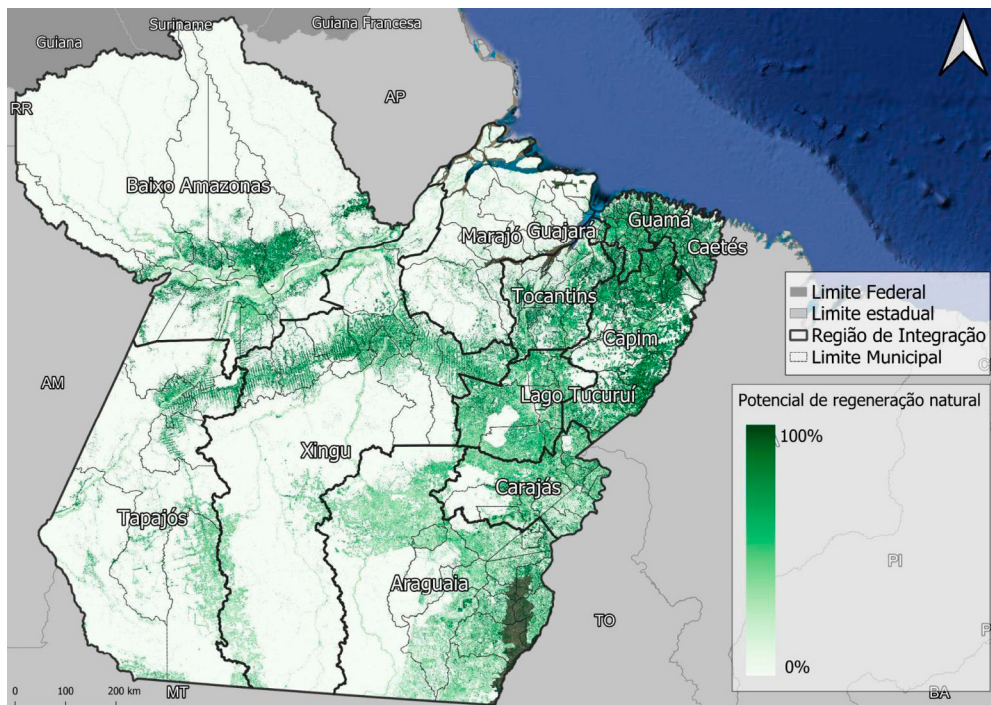 Suriname
Guiana Francesa
Guiana
RR
AP
Baixo Amazonas
Marajó
Guajará
Guamá
Caetés
Tocantins
Capim
AM
Lago Tucuruí
Xingu
Carajás
Tapajós
Araguaia
TO
MT
PI
BA
Limite Federal
Limite estadual
Região de Integração
Limite Municipal
Potencial de regeneração natural
100%
0%
0 100 200 km